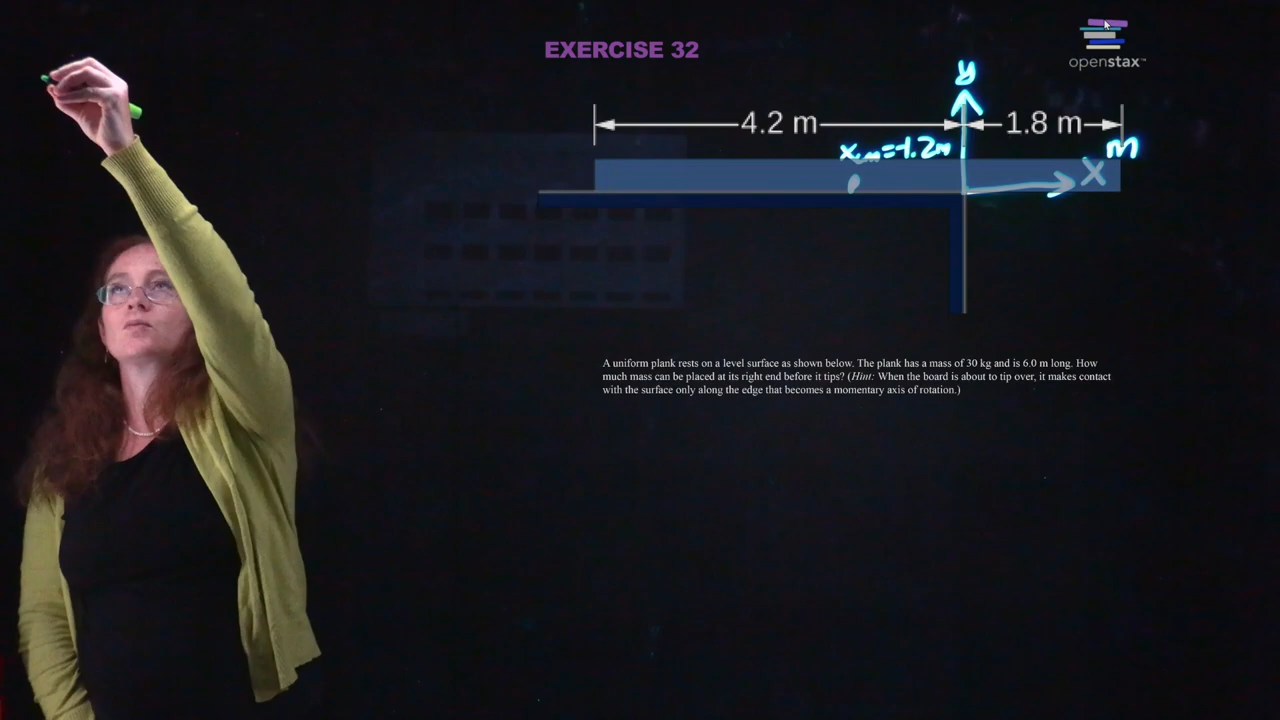 EXERCISE 32
openstax™
y
4.2 m
1.8 m
xcm=-1.2m
m
x
A uniform plank rests on a level surface as shown below. The plank has a mass of 30 kg and is 6.0 m long. How
much mass can be placed at its right end before it tips? (Hint: When the board is about to tip over, it makes contact
with the surface only along the edge that becomes a momentary axis of rotation.)